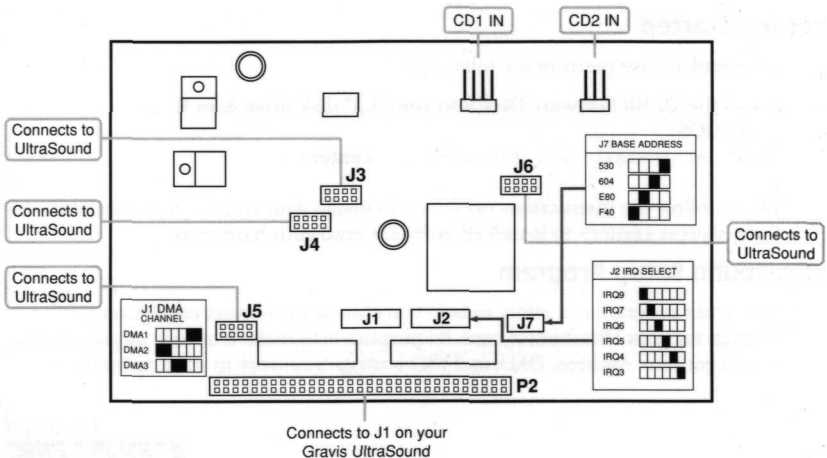 CD1 IN
CD2 IN
Connects to
UltraSound
J7 BASE ADDRESS
530
604
E80
F40
J3
J6
Connects to
UltraSound
J4
Connects to
UltraSound
J2 IRQ SELECT
IRQ9
IRQ7
IRQ6
IRQ5
IRQ4
IRQ3
Connects to
UltraSound
J1 DMA
CHANNEL
DMA1
DMA2
DMA3
J5
J1
J2
J7
P2
Connects to J1 on your
Gravis UltraSound